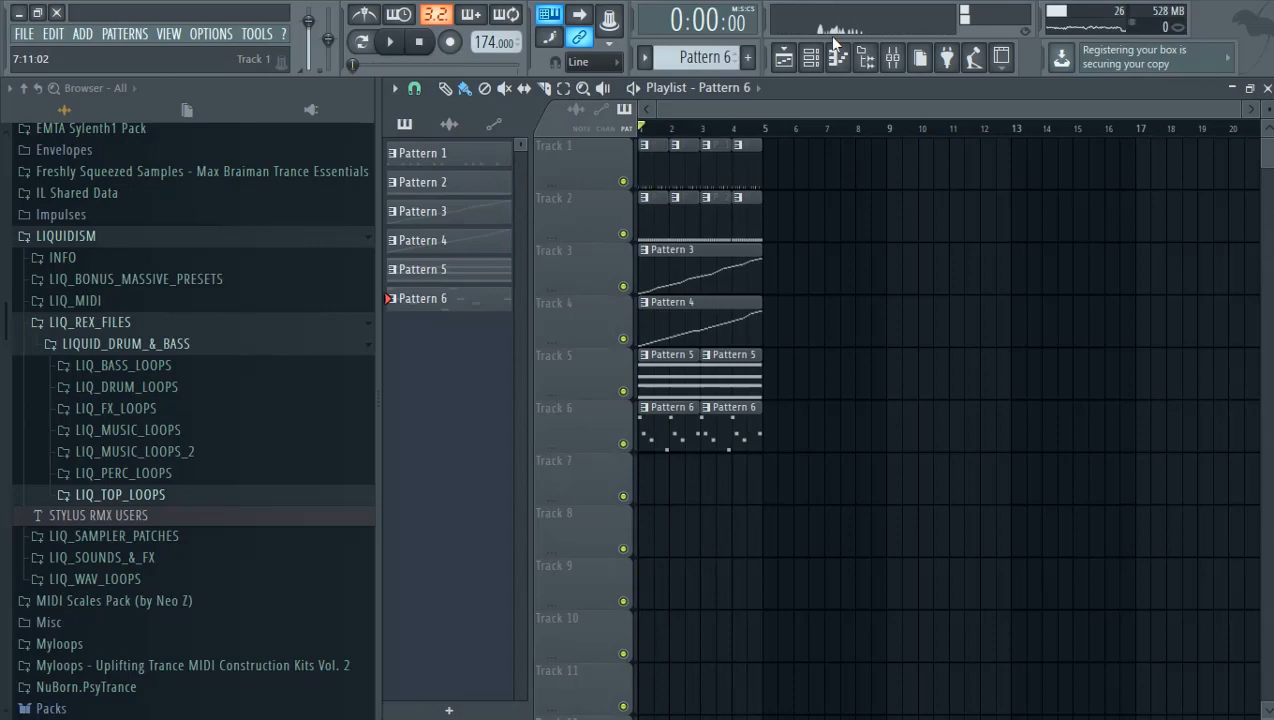 FILE EDIT ADD PATTERNS VIEW OPTIONS TOOLS ?
7:11:02 Track 1
3.2.
174.000
Line
0:00:00
M:S:CS
Pattern 6
26 528 MB
0
Registering your box is
securing your copy
Browser - All
EMTA Sylenth1 Pack
Envelopes
Freshly Squeezed Samples - Max Braiman Trance Essentials
IL Shared Data
Impulses
LIQUIDISM
INFO
LIQ_BONUS_MASSIVE_PRESETS
LIQ_MIDI
LIQ_REX_FILES
LIQUID_DRUM_&_BASS
LIQ_BASS_LOOPS
LIQ_DRUM_LOOPS
LIQ_FX_LOOPS
LIQ_MUSIC_LOOPS
LIQ_MUSIC_LOOPS_2
LIQ_PERC_LOOPS
LIQ_TOP_LOOPS
STYLUS RMX USERS
LIQ_SAMPLER_PATCHES
LIQ_SOUNDS_&_FX
LIQ_WAV_LOOPS
MIDI Scales Pack (by Neo Z)
Misc
Myloops
Myloops - Uplifting Trance MIDI Construction Kits Vol. 2
NuBorn.PsyTrance
Packs
Pattern 1
Pattern 2
Pattern 3
Pattern 4
Pattern 5
Pattern 6
Playlist - Pattern 6
NOTE CHAN PAT
1 2 3 4 5 6 7 8 9 10 11 12 13 14 15 16 17 18 19 20
Track 1
Track 2
Track 3
Pattern 3
Track 4
Pattern 4
Track 5
Pattern 5 Pattern 5
Track 6
Pattern 6 Pattern 6
Track 7
Track 8
Track 9
Track 10
Track 11